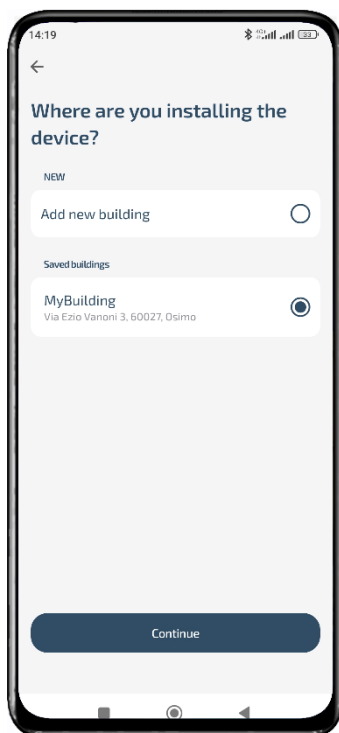 14:19
33
Where are you installing the
device?
NEW
Add new building
Saved buildings
MyBuilding
Via Ezio Vanoni 3, 60027, Osimo
Continue